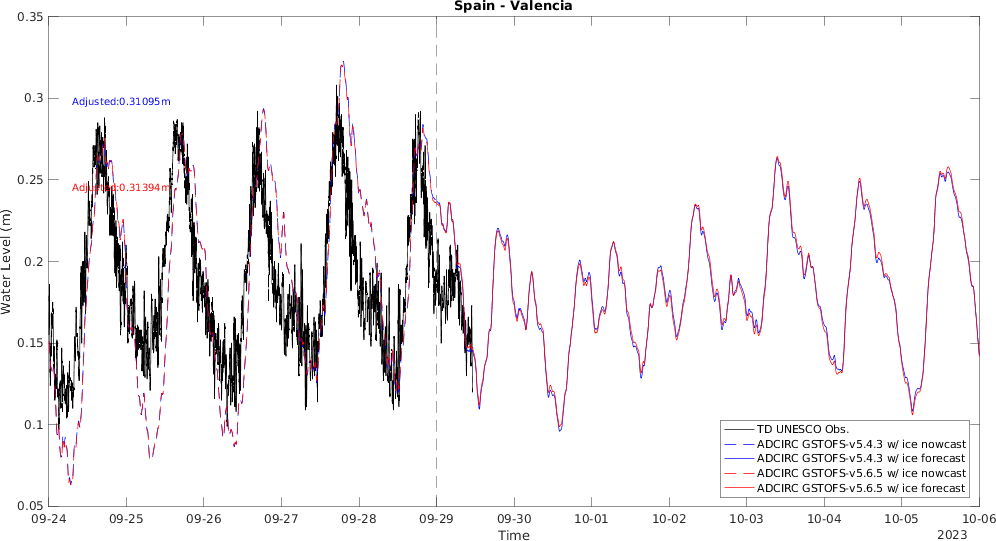 Spain - Valencia
0.35
0.3
0.25
0.2
0.15
0.1
0.05
Water Level (m)
Adjusted:0.31095m
Adjusted:0.31394m
TD UNESCO Obs.
ADCIRC GSTOFS-v5.4.3 w/ ice nowcast
ADCIRC GSTOFS-v5.4.3 w/ ice forecast
ADCIRC GSTOFS-v5.6.5 w/ ice nowcast
ADCIRC GSTOFS-v5.6.5 w/ ice forecast
09-24 09-25 09-26 09-27 09-28 09-29 09-30 10-01 10-02 10-03 10-04 10-05 10-06
Time
2023